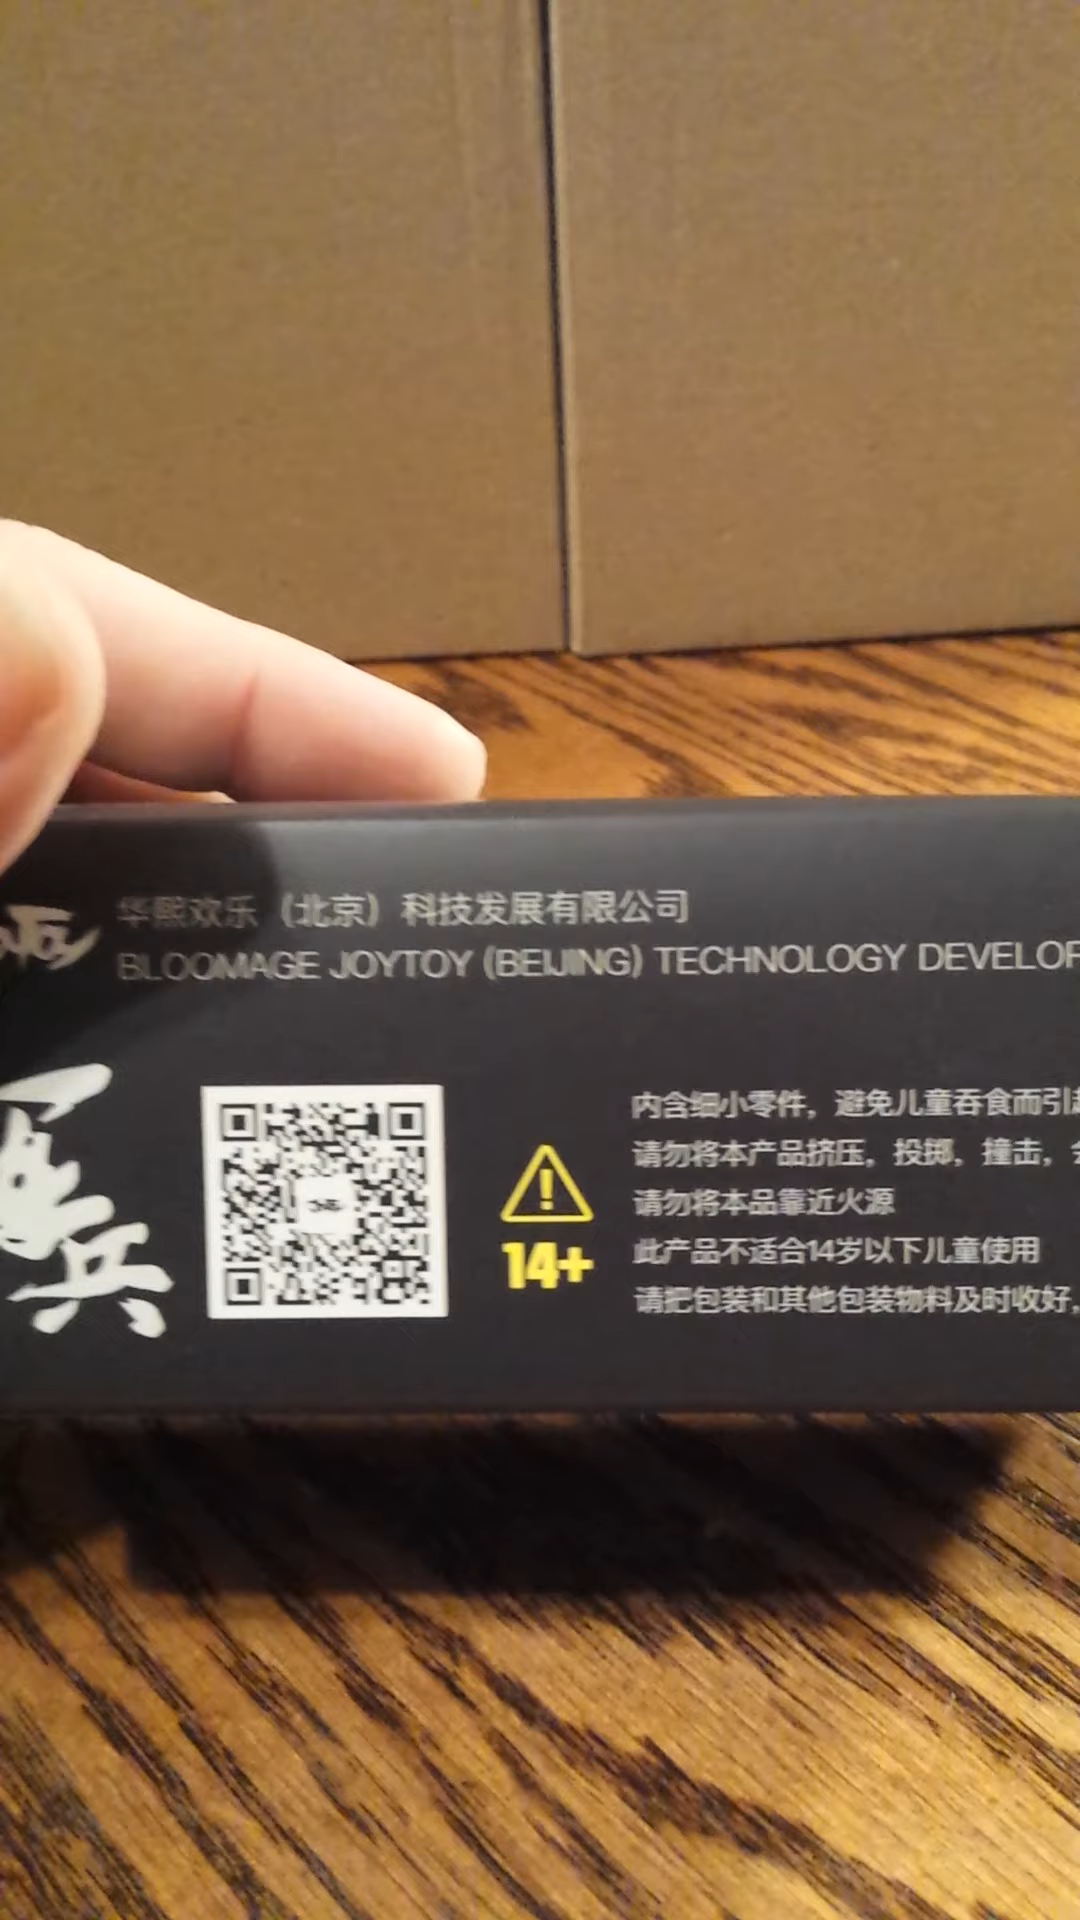 华熙欢乐（北京）科技发展有限公司
BLOOMAGE JOYTOY (BEIJING) TECHNOLOGY DEVELOP
兵
14+
内含细小零件，避免儿童吞食而引起
请勿将本产品挤压，投掷，撞击，
请勿将本品靠近火源
此产品不适合14岁以下儿童使用
请把包装和其他包装物料及时收好，